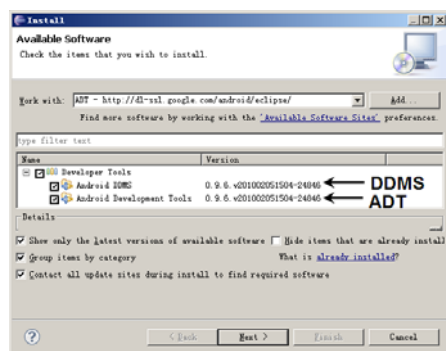 Install
Available Software
Check the items that you wish to install.
Work with: ADT - http://dl-ssl.google.com/android/eclipse/ Add...
Find more software by working with the 'Available Software Sites' preferences.
type filter text
Name Version
Developer Tools
Android DDMS 0.9.6.v201002051504-24846 DDMS
Android Development Tools 0.9.6.v201002051504-24846 ADT
Details
Show only the latest versions of available software Hide items that are already install
Group items by category What is already installed?
Contact all update sites during install to find required software
< Back Next > Finish Cancel